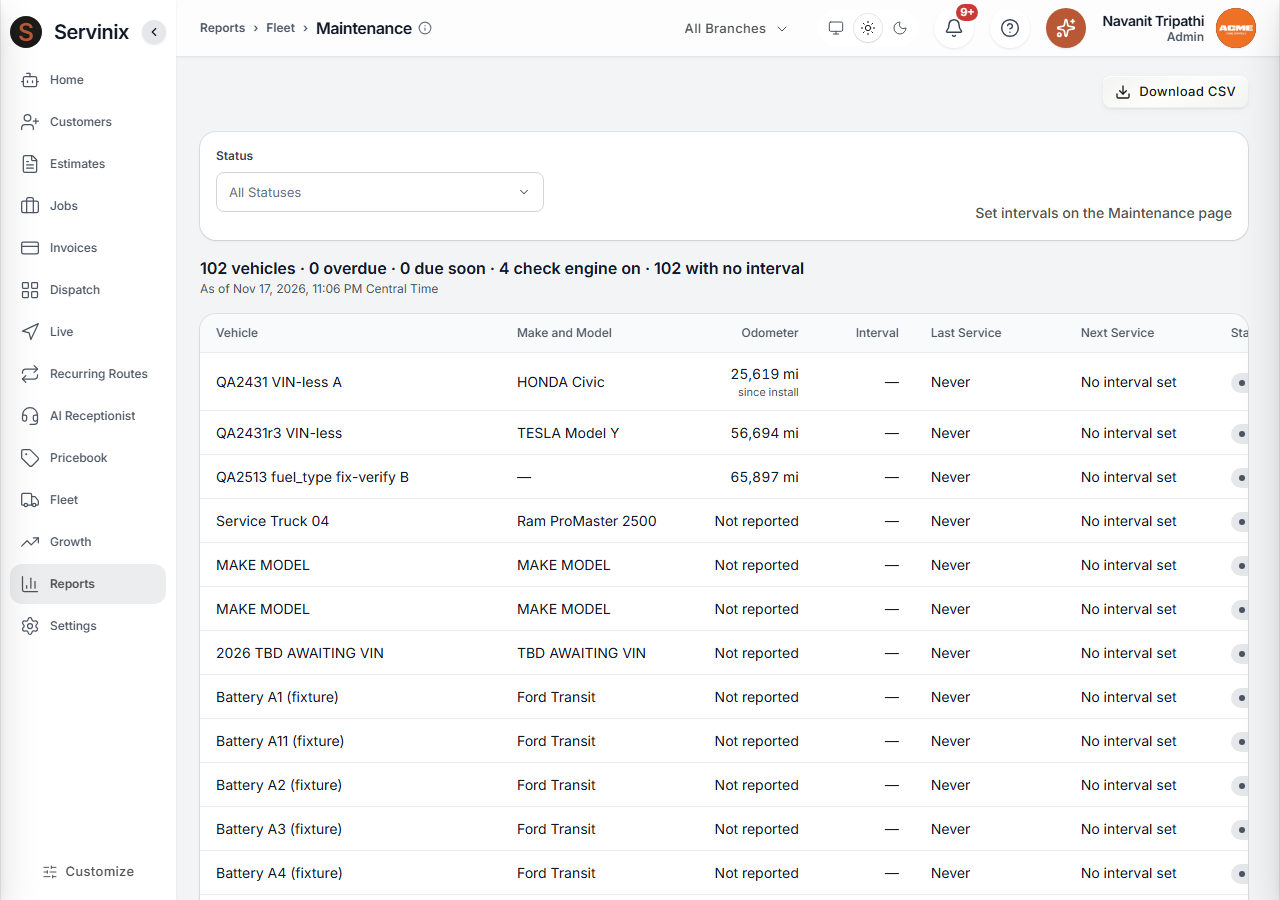 S Servinix
Reports › Fleet › Maintenance
All Branches
9+
Navanit Tripathi
Admin
ACME
Home
Customers
Estimates
Jobs
Invoices
Dispatch
Live
Recurring Routes
AI Receptionist
Pricebook
Fleet
Growth
Reports
Settings
Customize
Download CSV
Status
All Statuses
Set intervals on the Maintenance page
102 vehicles · 0 overdue · 0 due soon · 4 check engine on · 102 with no interval
As of Nov 17, 2026, 11:06 PM Central Time
Vehicle Make and Model Odometer Interval Last Service Next Service Sta
QA2431 VIN-less A HONDA Civic 25,619 mi — Never No interval set
since install
QA2431r3 VIN-less TESLA Model Y 56,694 mi — Never No interval set
QA2513 fuel_type fix-verify B — 65,897 mi — Never No interval set
Service Truck 04 Ram ProMaster 2500 Not reported — Never No interval set
MAKE MODEL MAKE MODEL Not reported — Never No interval set
MAKE MODEL MAKE MODEL Not reported — Never No interval set
2026 TBD AWAITING VIN TBD AWAITING VIN Not reported — Never No interval set
Battery A1 (fixture) Ford Transit Not reported — Never No interval set
Battery A11 (fixture) Ford Transit Not reported — Never No interval set
Battery A2 (fixture) Ford Transit Not reported — Never No interval set
Battery A3 (fixture) Ford Transit Not reported — Never No interval set
Battery A4 (fixture) Ford Transit Not reported — Never No interval set